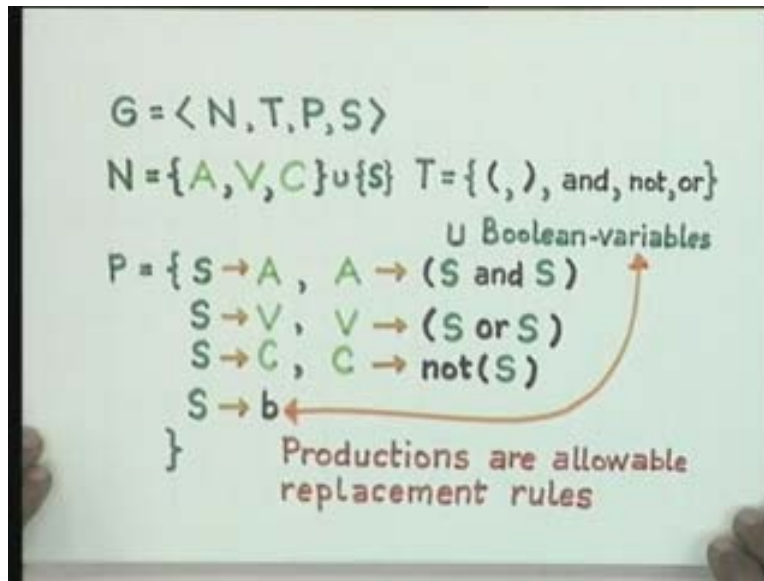 G = ⟨ N, T, P, S ⟩
N = { A, V, C } ∪ {S} T = { (, ), and, not, or }
∪ Boolean-variables
P = { S → A , A → (S and S)
S → V , V → (S or S)
S → C , C → not(S)
S → b
}
Productions are allowable
replacement rules